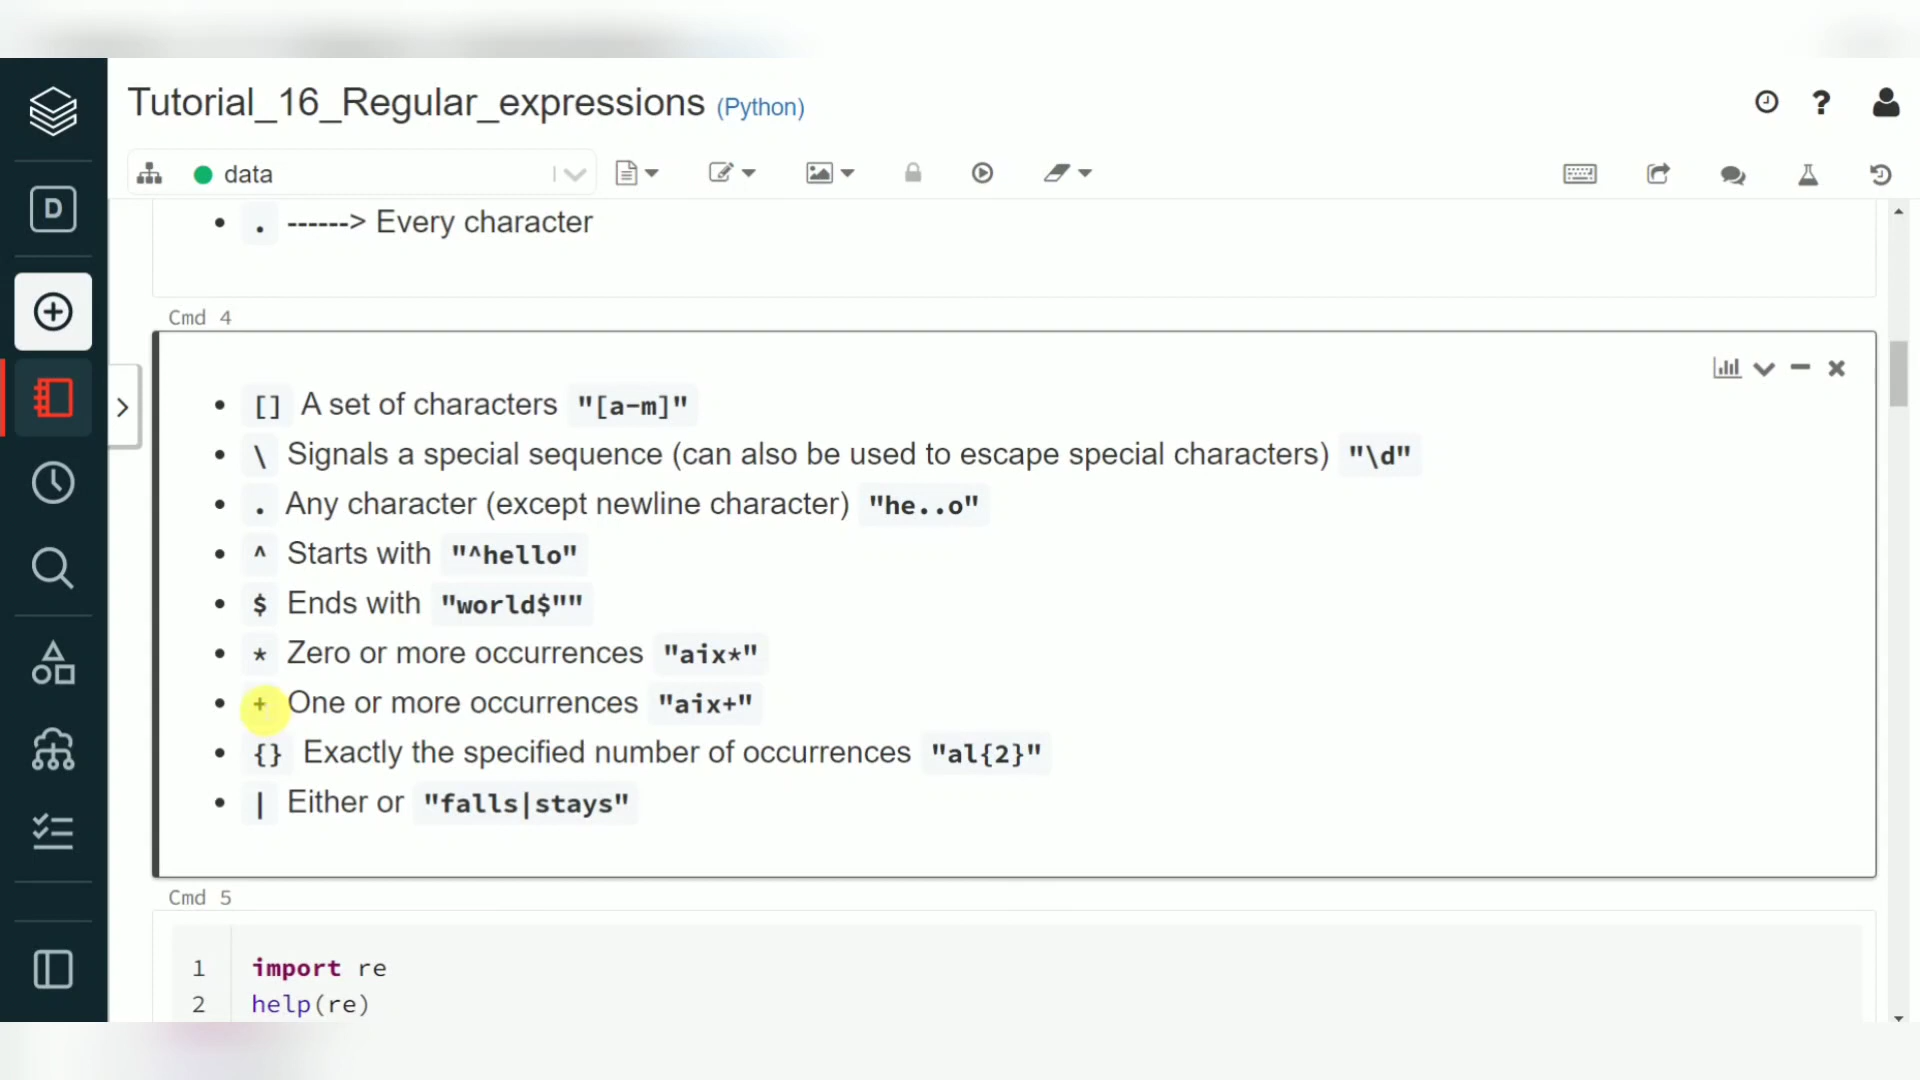 Tutorial_16_Regular_expressions (Python)
data
D
. ------> Every character
Cmd 4
[] A set of characters "[a-m]"
\ Signals a special sequence (can also be used to escape special characters) "\d"
. Any character (except newline character) "he..o"
^ Starts with "^hello"
$ Ends with "world$""
* Zero or more occurrences "aix*"
+ One or more occurrences "aix+"
{} Exactly the specified number of occurrences "al{2}"
| Either or "falls|stays"
Cmd 5
1 import re
2 help(re)